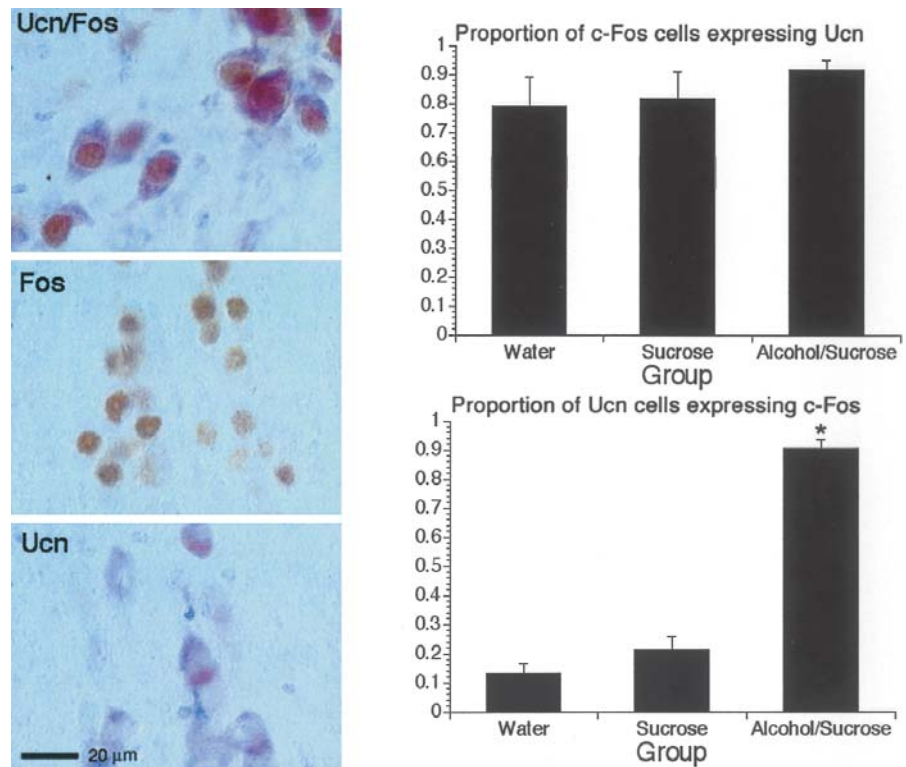 Ucn/Fos
Fos
Ucn
20 μm
Proportion of c-Fos cells expressing Ucn
1
0.9
0.8
0.7
0.6
0.5
0.4
0.3
0.2
0.1
0
Water Sucrose Alcohol/Sucrose
Group
Proportion of Ucn cells expressing c-Fos
1
0.9
0.8
0.7
0.6
0.5
0.4
0.3
0.2
0.1
0
*
Water Sucrose Alcohol/Sucrose
Group